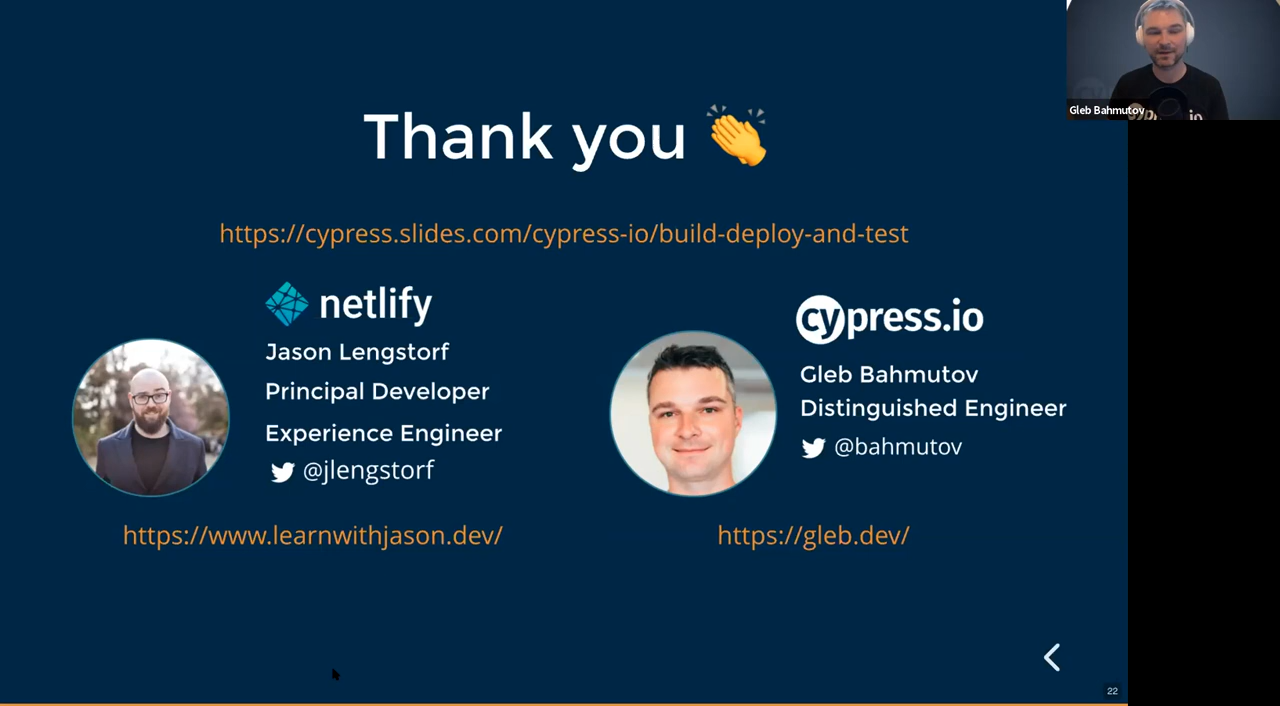 Gleb Bahmutov
Thank you
https://cypress.slides.com/cypress-io/build-deploy-and-test
netlify
Jason Lengstorf
Principal Developer
Experience Engineer
@jlengstorf
https://www.learnwithjason.dev/
cypress.io
Gleb Bahmutov
Distinguished Engineer
@bahmutov
https://gleb.dev/
22